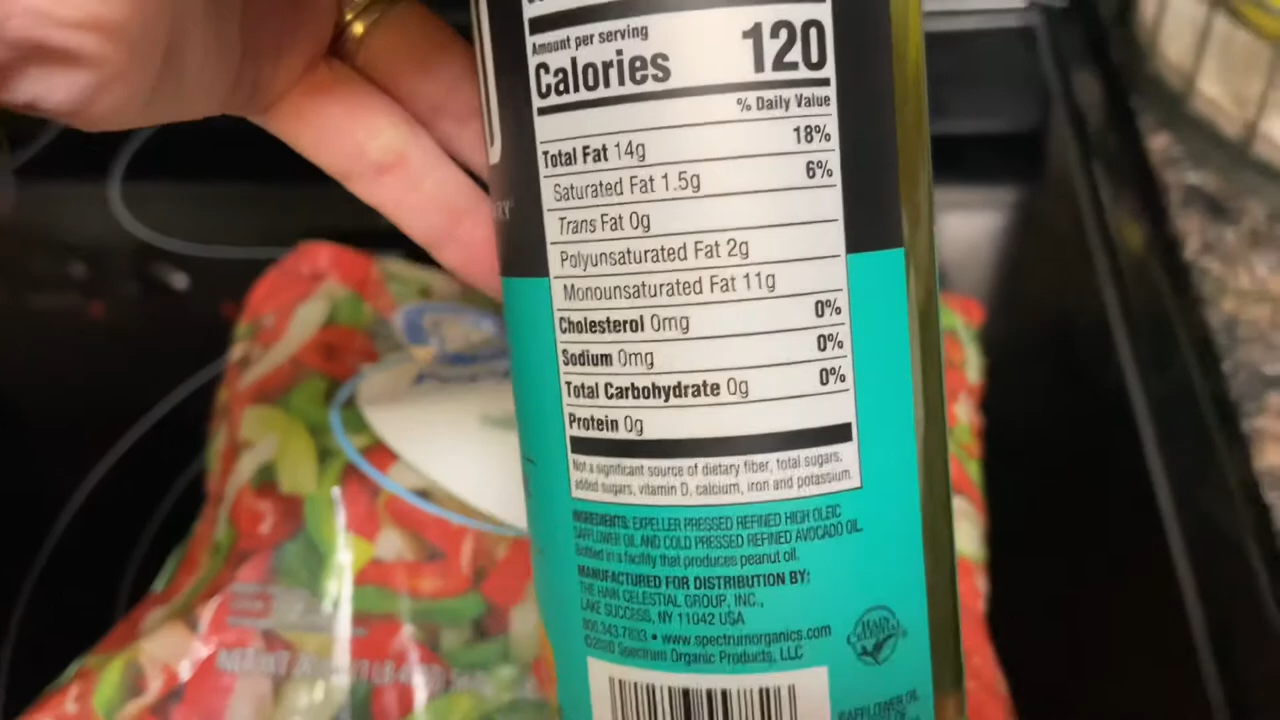 Amount per serving
Calories 120
% Daily Value
Total Fat 14g 18%
Saturated Fat 1.5g 6%
Trans Fat 0g
Polyunsaturated Fat 2g
Monounsaturated Fat 11g
Cholesterol 0mg 0%
Sodium 0mg 0%
Total Carbohydrate 0g 0%
Protein 0g
Not a significant source of dietary fiber, total sugars,
added sugars, vitamin D, calcium, iron and potassium.
INGREDIENTS: EXPELLER PRESSED REFINED HIGH OLEIC
SAFFLOWER OIL AND COLD PRESSED REFINED AVOCADO OIL.
Bottled in a facility that produces peanut oil.
MANUFACTURED FOR DISTRIBUTION BY:
THE HAIN CELESTIAL GROUP, INC.,
LAKE SUCCESS, NY 11042 USA
800.343.7833 • www.spectrumorganics.com
©2020 Spectrum Organic Products, LLC
HAIN
CELESTIAL
SAFFLOWER OIL